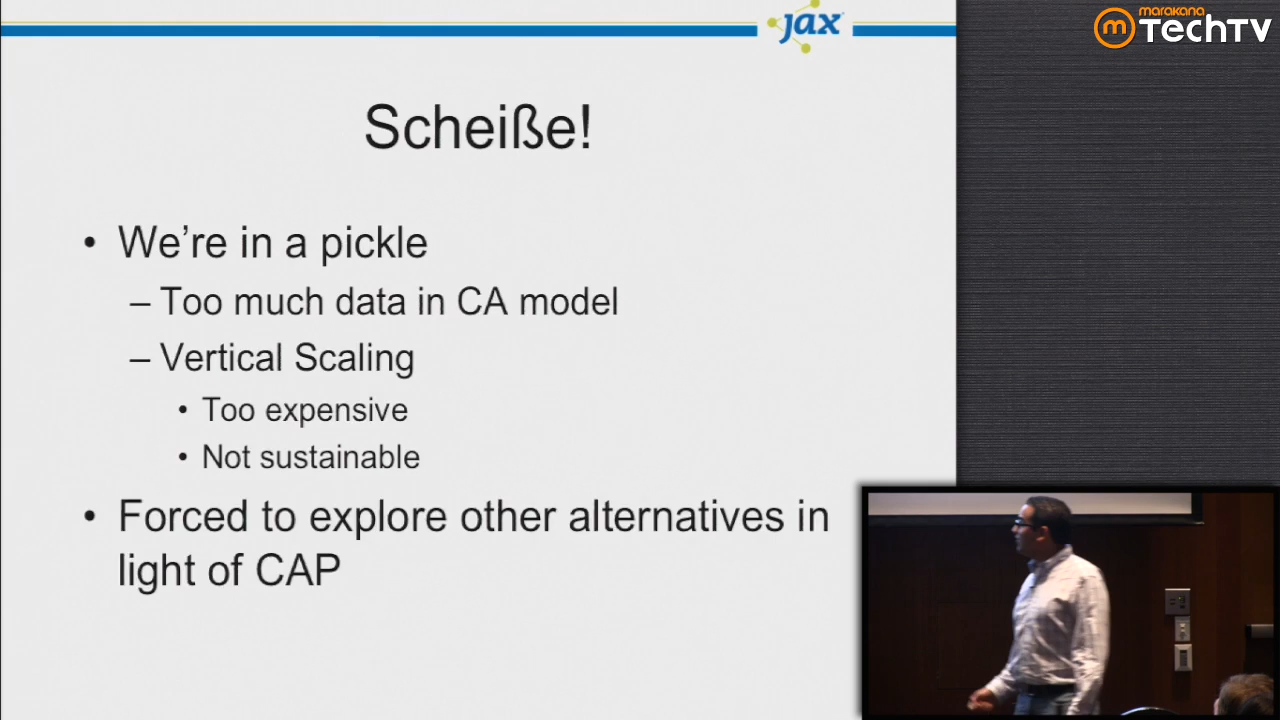 jax
marakana
m TechTV
Scheiße!
• We’re in a pickle
– Too much data in CA model
– Vertical Scaling
• Too expensive
• Not sustainable
• Forced to explore other alternatives in
light of CAP